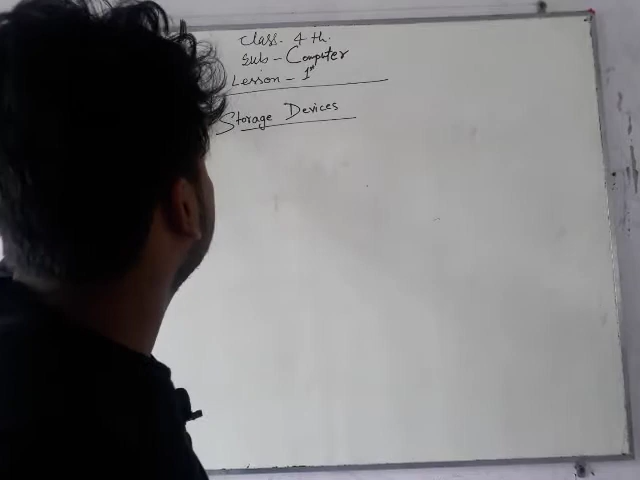 Class. 4 th.
Sub - Computer
Lesson - 1st
Storage Devices